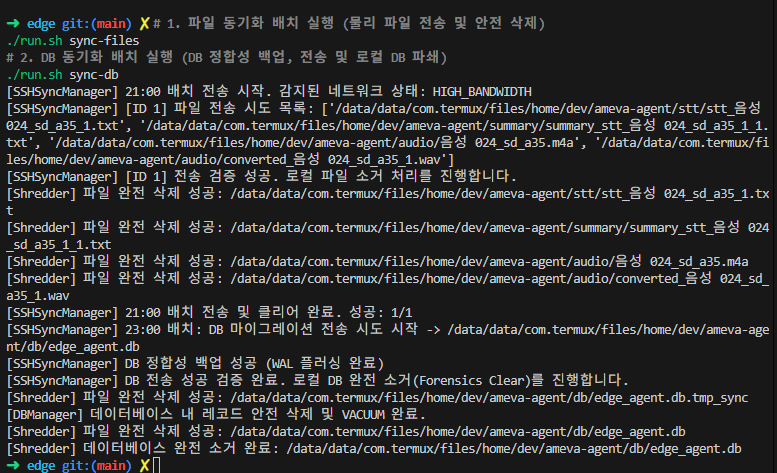 ➜ edge git:(main) ✗ # 1. 파일 동기화 배치 실행 (물리 파일 전송 및 안전 삭제)
./run.sh sync-files
# 2. DB 동기화 배치 실행 (DB 정합성 백업, 전송 및 로컬 DB 파쇄)
./run.sh sync-db
[SSHSyncManager] 21:00 배치 전송 시작. 감지된 네트워크 상태: HIGH_BANDWIDTH
[SSHSyncManager] [ID 1] 파일 전송 시도 목록: ['/data/data/com.termux/files/home/dev/ameva-agent/stt/stt_음성
024_sd_a35_1.txt', '/data/data/com.termux/files/home/dev/ameva-agent/summary/summary_stt_음성 024_sd_a35_1_1.
txt', '/data/data/com.termux/files/home/dev/ameva-agent/audio/음성 024_sd_a35.m4a', '/data/data/com.termux/fi
les/home/dev/ameva-agent/audio/converted_음성 024_sd_a35_1.wav']
[SSHSyncManager] [ID 1] 전송 검증 성공. 로컬 파일 소거 처리를 진행합니다.
[Shredder] 파일 완전 삭제 성공: /data/data/com.termux/files/home/dev/ameva-agent/stt/stt_음성 024_sd_a35_1.tx
t
[Shredder] 파일 완전 삭제 성공: /data/data/com.termux/files/home/dev/ameva-agent/summary/summary_stt_음성 024
_sd_a35_1_1.txt
[Shredder] 파일 완전 삭제 성공: /data/data/com.termux/files/home/dev/ameva-agent/audio/음성 024_sd_a35.m4a
[Shredder] 파일 완전 삭제 성공: /data/data/com.termux/files/home/dev/ameva-agent/audio/converted_음성 024_sd_
a35_1.wav
[SSHSyncManager] 21:00 배치 전송 및 클리어 완료. 성공: 1/1
[SSHSyncManager] 23:00 배치: DB 마이그레이션 전송 시도 시작 -> /data/data/com.termux/files/home/dev/ameva-age
nt/db/edge_agent.db
[SSHSyncManager] DB 정합성 백업 성공 (WAL 플러싱 완료)
[SSHSyncManager] DB 전송 성공 검증 완료. 로컬 DB 완전 소거(Forensics Clear)를 진행합니다.
[Shredder] 파일 완전 삭제 성공: /data/data/com.termux/files/home/dev/ameva-agent/db/edge_agent.db.tmp_sync
[DBManager] 데이터베이스 내 레코드 안전 삭제 및 VACUUM 완료.
[Shredder] 파일 완전 삭제 성공: /data/data/com.termux/files/home/dev/ameva-agent/db/edge_agent.db
[Shredder] 데이터베이스 완전 소거 완료: /data/data/com.termux/files/home/dev/ameva-agent/db/edge_agent.db
➜ edge git:(main) ✗